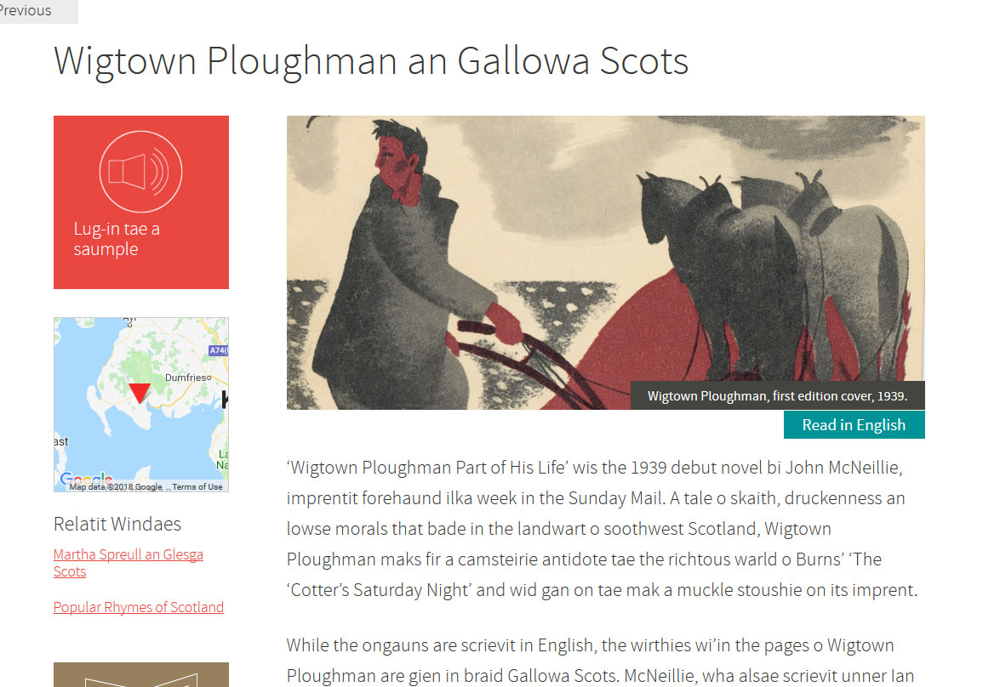 Previous
Wigtown Ploughman an Gallowa Scots
Lug-in tae a
saumple
Ayr
A74(
Dumfries
ast
La
Na
Google
Map data ©2018 Google
Terms of Use
Relatit Windaes
Martha Spreull an Glesga
Scots
Popular Rhymes of Scotland
Wigtown Ploughman, first edition cover, 1939.
Read in English
‘Wigtown Ploughman Part of His Life’ wis the 1939 debut novel bi John McNeillie,
imprentit forehaund ilka week in the Sunday Mail. A tale o skaith, druckenness an
lowse morals that bade in the landwart o soothwest Scotland, Wigtown
Ploughman maks fir a camsteirie antidote tae the richtous warld o Burns’ ‘The
‘Cotter’s Saturday Night’ and wid gan on tae mak a muckle stoushie on its imprent.
While the ongauns are scrievit in English, the wirthies wi’in the pages o Wigtown
Ploughman are gien in braid Gallowa Scots. McNeillie, wha alsae scrievit unner Ian